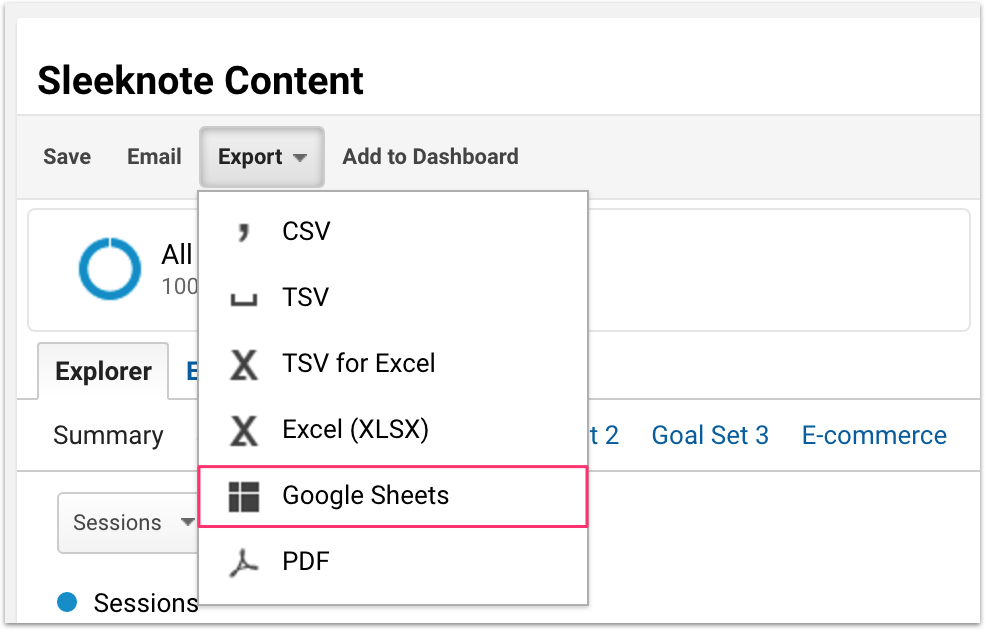 Sleeknote Content
Save Email Export Add to Dashboard
CSV
All
100
TSV
TSV for Excel
Explorer E
Excel (XLSX)
Summary t 2 Goal Set 3 E-commerce
Google Sheets
Sessions
PDF
Sessions